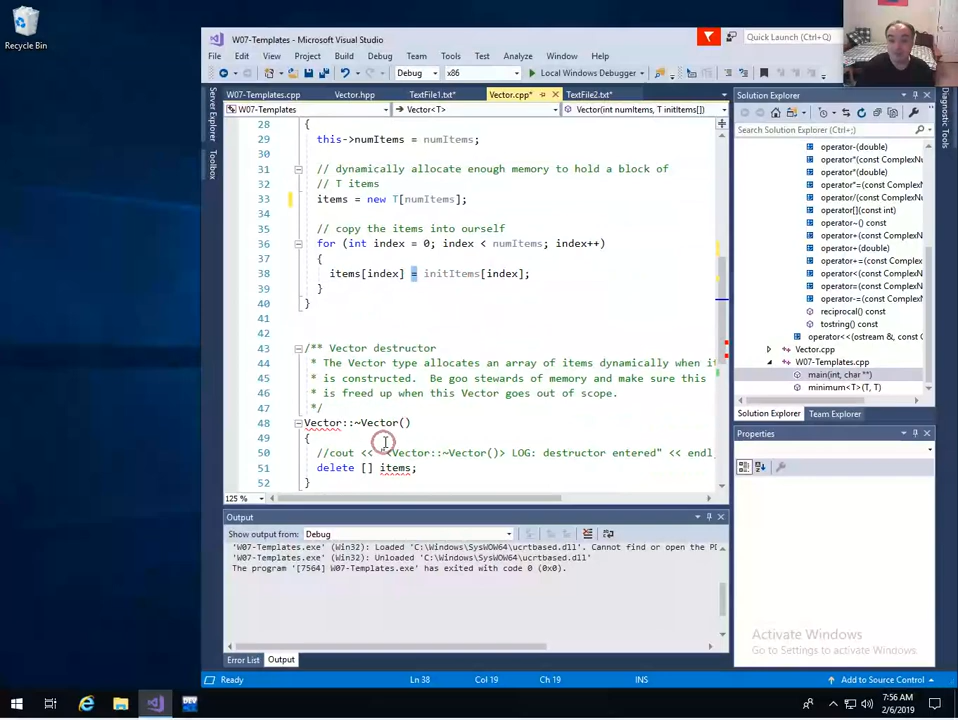 Recycle Bin
W07-Templates - Microsoft Visual Studio
Quick Launch (Ctrl+Q)
File Edit View Project Build Debug Team Tools Test Analyze Window Help
Debug x86 Local Windows Debugger
Server Explorer
Toolbox
W07-Templates.cpp Vector.hpp TextFile1.txt* Vector.cpp* TextFile2.txt*
W07-Templates Vector<T> Vector(int numItems, T initItems[])
28 {
29 this->numItems = numItems;
30
31 // dynamically allocate enough memory to hold a block of
32 // T items
33 items = new T[numItems];
34
35 // copy the items into ourself
36 for (int index = 0; index < numItems; index++)
37 {
38 items[index] = initItems[index];
39 }
40 }
41
42
43 /** Vector destructor
44 * The Vector type allocates an array of items dynamically when it
45 * is constructed. Be goo stewards of memory and make sure this
46 * is freed up when this Vector goes out of scope.
47 */
48 Vector::~Vector()
49 {
50 //cout << "<Vector::~Vector()> LOG: destructor entered" << endl
51 delete [] items;
52 }
125 %
Output
Show output from: Debug
'W07-Templates.exe' (Win32): Loaded 'C:\Windows\SysWOW64\ucrtbased.dll'. Cannot find or open the PD
'W07-Templates.exe' (Win32): Unloaded 'C:\Windows\SysWOW64\ucrtbased.dll'
The program '[7564] W07-Templates.exe' has exited with code 0 (0x0).
Error List Output
Solution Explorer
Search Solution Explorer (Ctrl+;)
operator-(double)
operator*(const ComplexN
operator*(double)
operator*=(const Complex
operator/(const ComplexNu
operator[](const int)
operator~()
operator+(const ComplexN
operator+(double)
operator+=(const Complex
operator=(const ComplexN
operator-=(const Complex
reciprocal() const
tostring() const
operator<<(ostream &, const
Vector.cpp
W07-Templates.cpp
main(int, char **)
minimum<T>(T, T)
Solution Explorer Team Explorer
Properties
Diagnostic Tools
Activate Windows
Go to Settings to activate Windows.
Ready Ln 38 Col 19 Ch 19 INS Add to Source Control
DEV
7:56 AM
2/6/2019